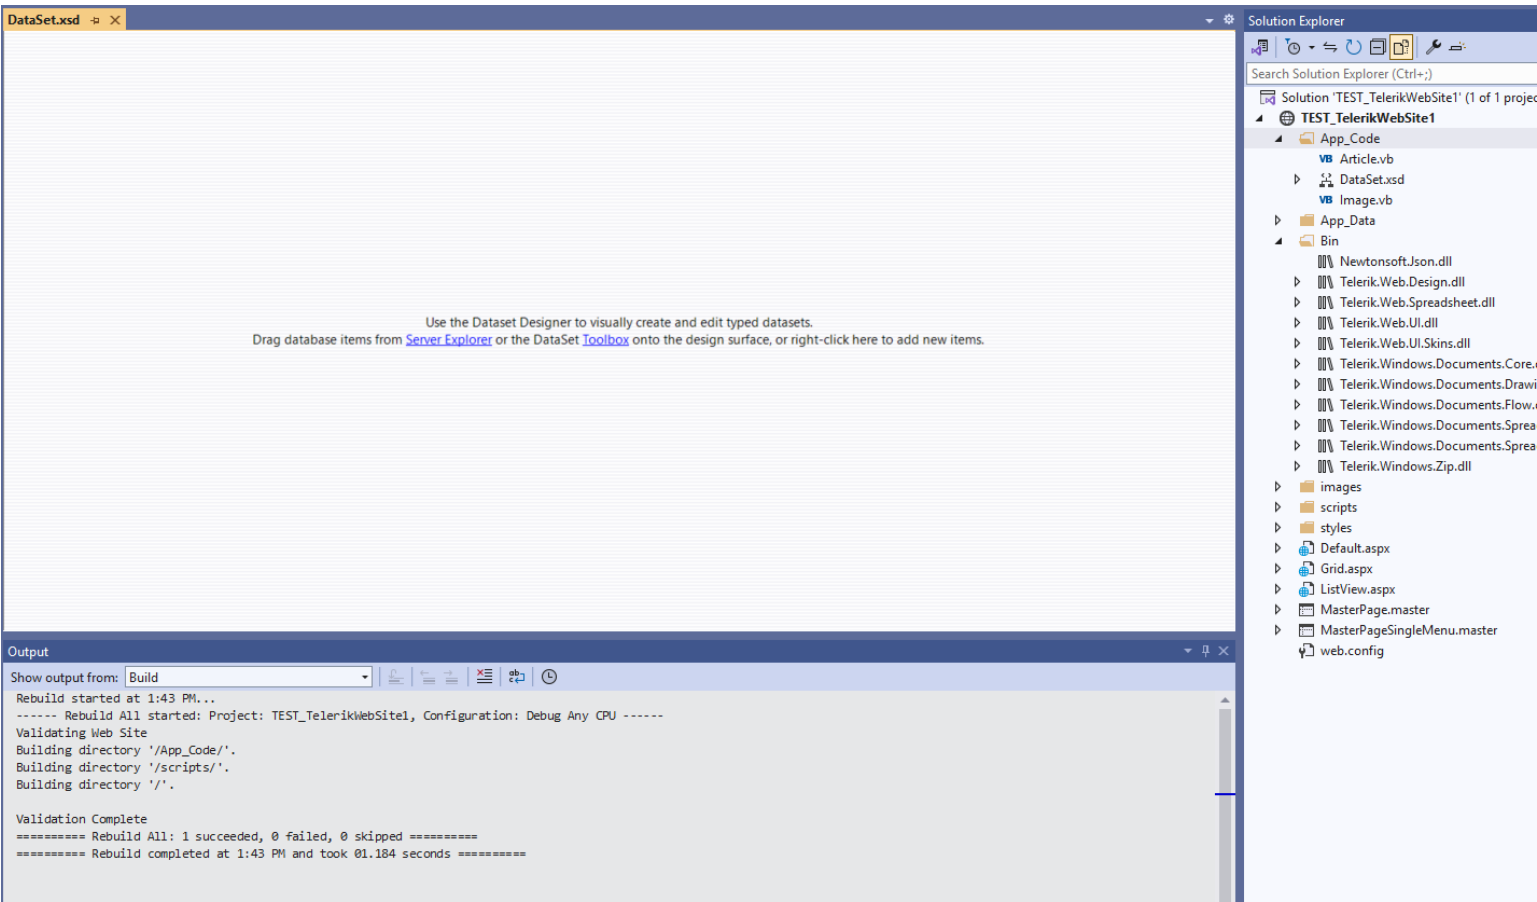 DataSet.xsd
Use the Dataset Designer to visually create and edit typed datasets.
Drag database items from Server Explorer or the DataSet Toolbox onto the design surface, or right-click here to add new items.
Output
Show output from: Build
Rebuild started at 1:43 PM...
------ Rebuild All started: Project: TEST_TelerikWebSite1, Configuration: Debug Any CPU ------
Validating Web Site
Building directory '/App_Code/'.
Building directory '/scripts/'.
Building directory '/'.
Validation Complete
========== Rebuild All: 1 succeeded, 0 failed, 0 skipped ==========
========== Rebuild completed at 1:43 PM and took 01.184 seconds ==========
Solution Explorer
Search Solution Explorer (Ctrl+;)
Solution 'TEST_TelerikWebSite1' (1 of 1 projec
TEST_TelerikWebSite1
App_Code
VB Article.vb
DataSet.xsd
VB Image.vb
App_Data
Bin
Newtonsoft.Json.dll
Telerik.Web.Design.dll
Telerik.Web.Spreadsheet.dll
Telerik.Web.UI.dll
Telerik.Web.UI.Skins.dll
Telerik.Windows.Documents.Core.
Telerik.Windows.Documents.Drawi
Telerik.Windows.Documents.Flow.
Telerik.Windows.Documents.Sprea
Telerik.Windows.Documents.Sprea
Telerik.Windows.Zip.dll
images
scripts
styles
Default.aspx
Grid.aspx
ListView.aspx
MasterPage.master
MasterPageSingleMenu.master
web.config